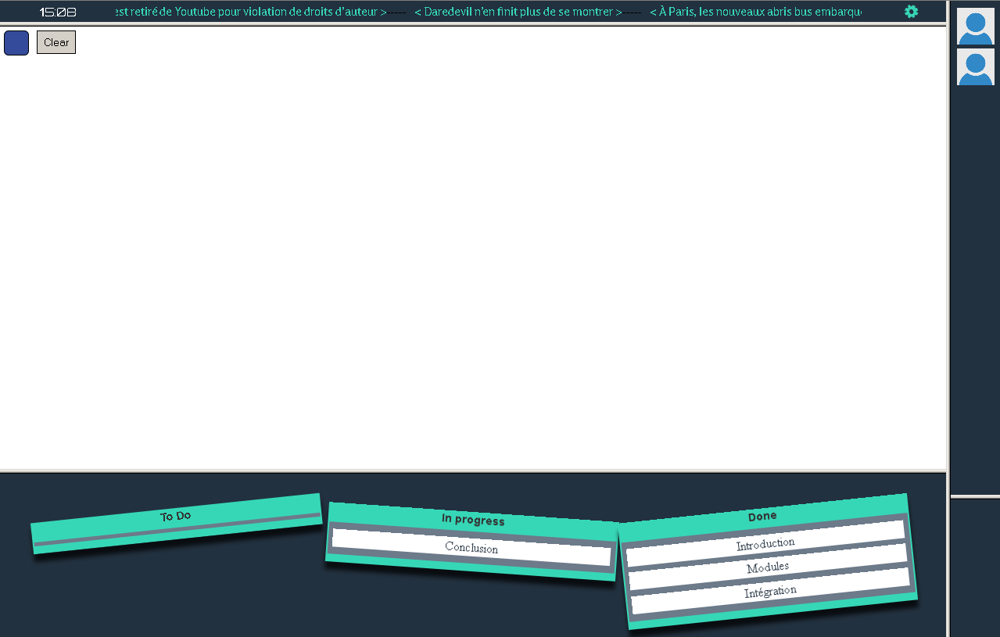 15:08
est retiré de Youtube pour violation de droits d'auteur >----- < Daredevil n'en finit plus de se montrer >----- < À Paris, les nouveaux abris bus embarqu
Clear
To Do
In progress
Conclusion
Done
Introduction
Modules
Intégration